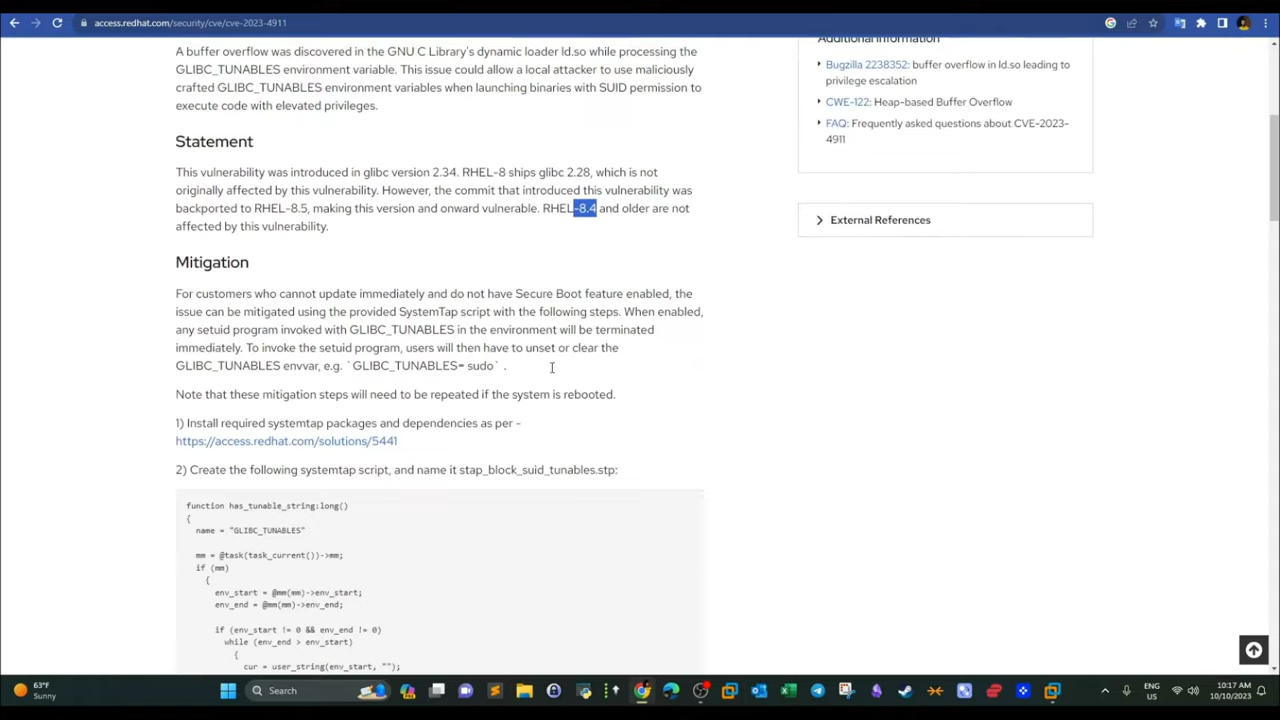 access.redhat.com/security/cve/cve-2023-4911
A buffer overflow was discovered in the GNU C Library's dynamic loader ld.so while processing the
GLIBC_TUNABLES environment variable. This issue could allow a local attacker to use maliciously
crafted GLIBC_TUNABLES environment variables when launching binaries with SUID permission to
execute code with elevated privileges.
Statement
This vulnerability was introduced in glibc version 2.34. RHEL-8 ships glibc 2.28, which is not
originally affected by this vulnerability. However, the commit that introduced this vulnerability was
backported to RHEL-8.5, making this version and onward vulnerable. RHEL-8.4 and older are not
affected by this vulnerability.
Mitigation
For customers who cannot update immediately and do not have Secure Boot feature enabled, the
issue can be mitigated using the provided SystemTap script with the following steps. When enabled,
any setuid program invoked with GLIBC_TUNABLES in the environment will be terminated
immediately. To invoke the setuid program, users will then have to unset or clear the
GLIBC_TUNABLES envvar, e.g. `GLIBC_TUNABLES= sudo` .
Note that these mitigation steps will need to be repeated if the system is rebooted.
1) Install required systemtap packages and dependencies as per -
https://access.redhat.com/solutions/5441
2) Create the following systemtap script, and name it stap_block_suid_tunables.stp:
function has_tunable_string:long()
{
name = "GLIBC_TUNABLES"
mm = @task(task_current())->mm;
if (mm)
{
env_start = @mm(mm)->env_start;
env_end = @mm(mm)->env_end;
if (env_start != 0 && env_end != 0)
while (env_end > env_start)
{
cur = user_string(env_start, "");
Additional information
Bugzilla 2238352: buffer overflow in ld.so leading to
privilege escalation
CWE-122: Heap-based Buffer Overflow
FAQ: Frequently asked questions about CVE-2023-
4911
External References
63°F
Sunny
Search
ENG
US
10:17 AM
10/10/2023